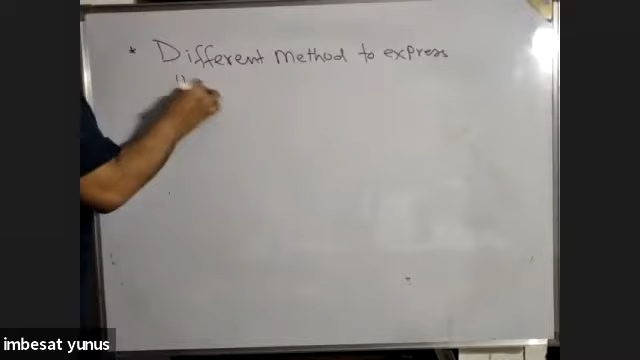 * Different method to express
imbesat yunus